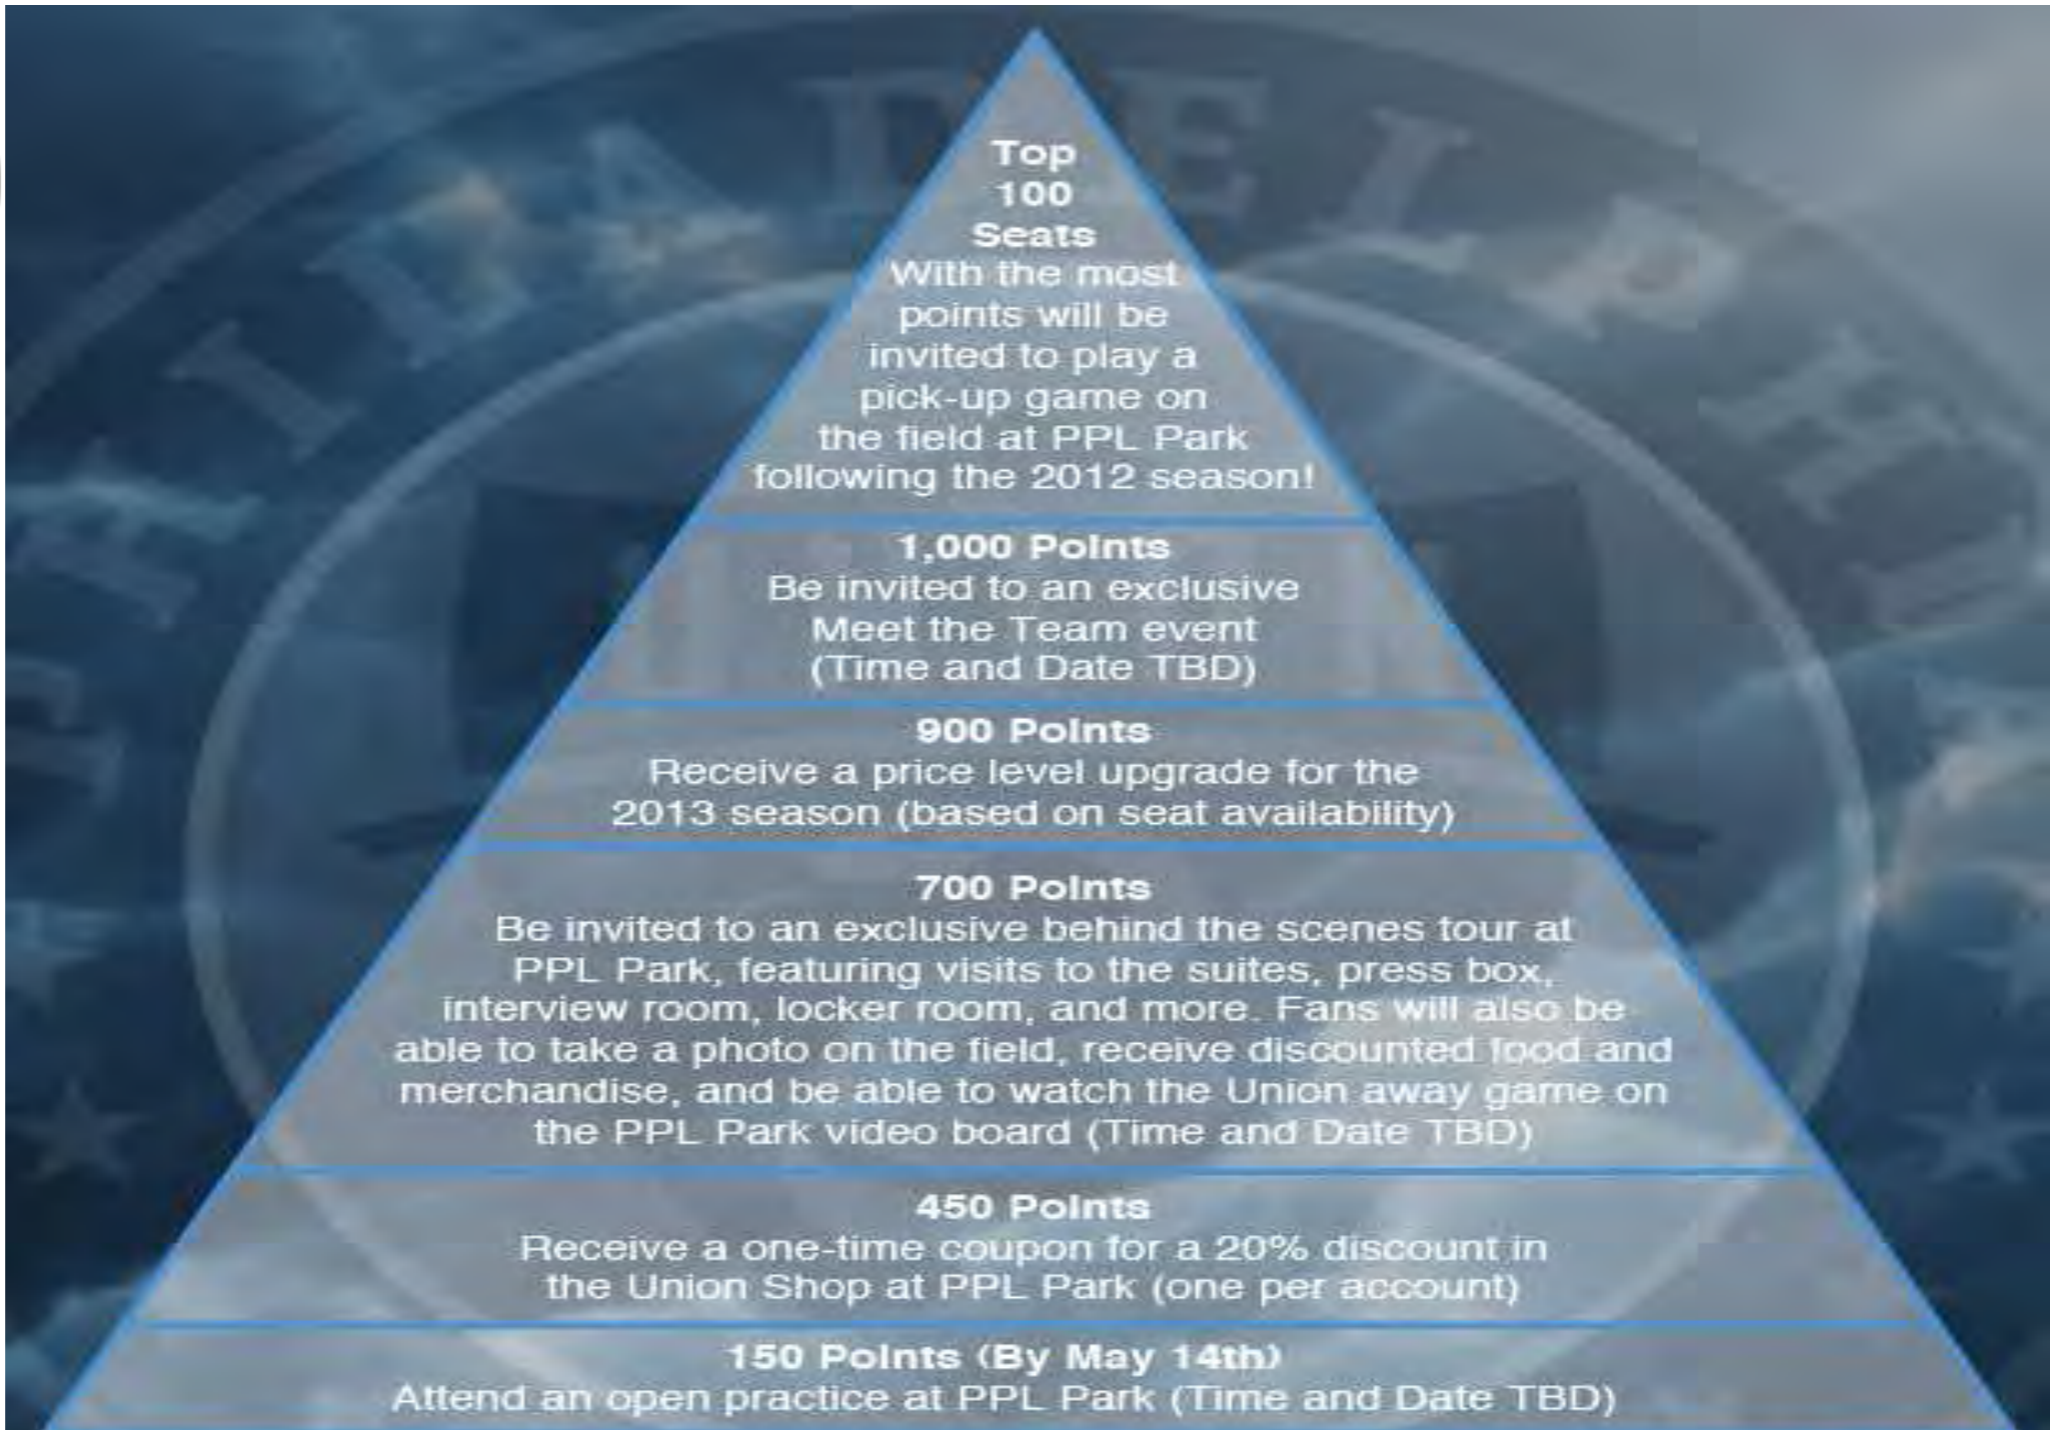 PHILADELPHI
Top
100
Seats
With the most
points will be
invited to play a
pick-up game on
the field at PPL Park
following the 2012 season!
1,000 Points
Be invited to an exclusive
Meet the Team event
(Time and Date TBD)
900 Points
Receive a price level upgrade for the
2013 season (based on seat availability)
700 Points
Be invited to an exclusive behind the scenes tour at
PPL Park, featuring visits to the suites, press box,
interview room, locker room, and more. Fans will also be
able to take a photo on the field, receive discounted food and
merchandise, and be able to watch the Union away game on
the PPL Park video board (Time and Date TBD)
450 Points
Receive a one-time coupon for a 20% discount in
the Union Shop at PPL Park (one per account)
150 Points (By May 14th)
Attend an open practice at PPL Park (Time and Date TBD)